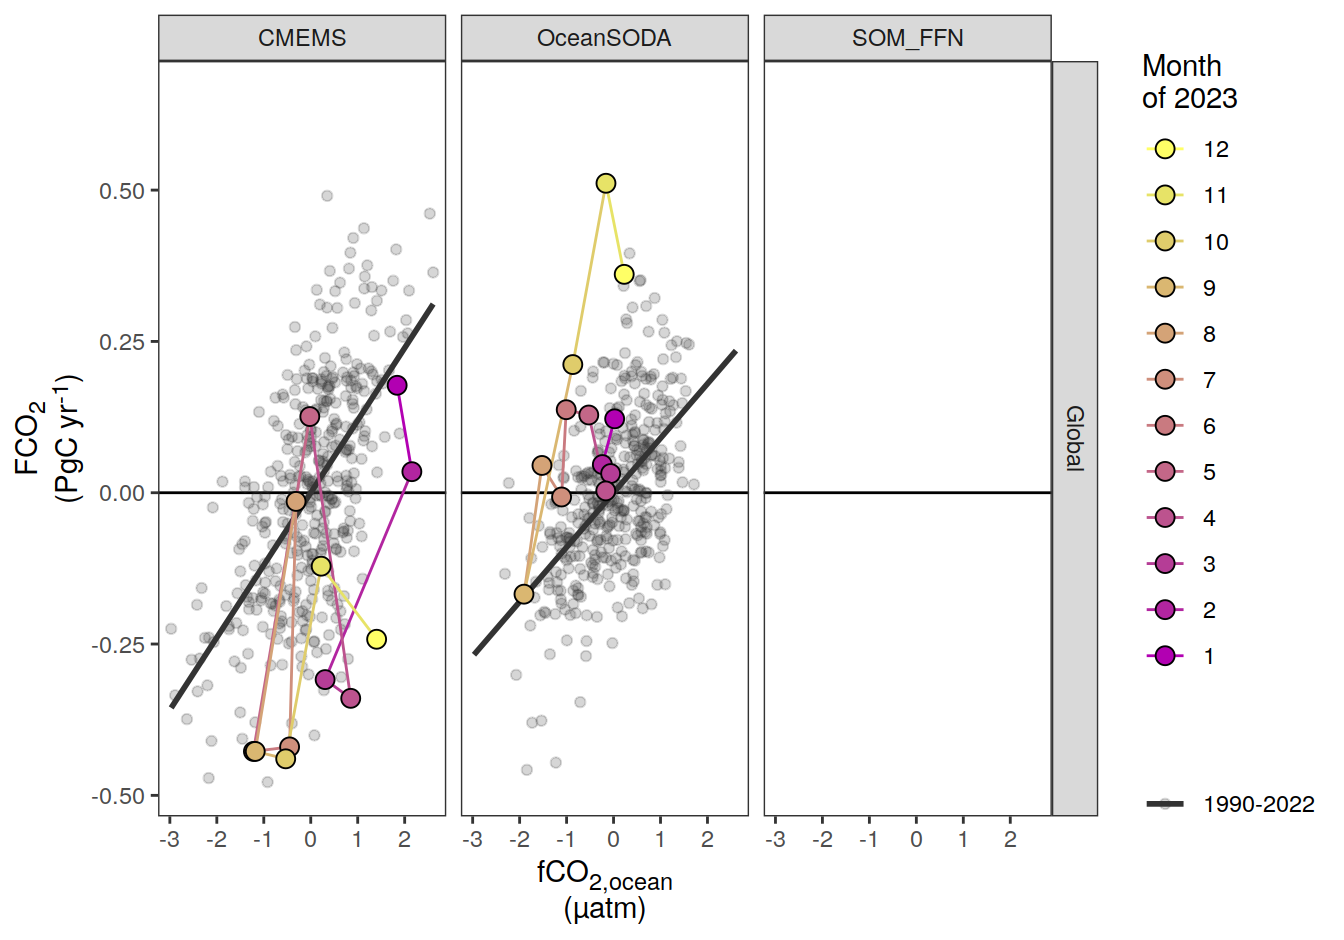 CMEMS
OceanSODA
SOM_FFN
Global
FCO2
(PgC yr-1)
0.50
0.25
0.00
-0.25
-0.50
-3 -2 -1 0 1 2
-3 -2 -1 0 1 2
-3 -2 -1 0 1 2
fCO2,ocean
(µatm)
Month
of 2023
12
11
10
9
8
7
6
5
4
3
2
1
1990-2022